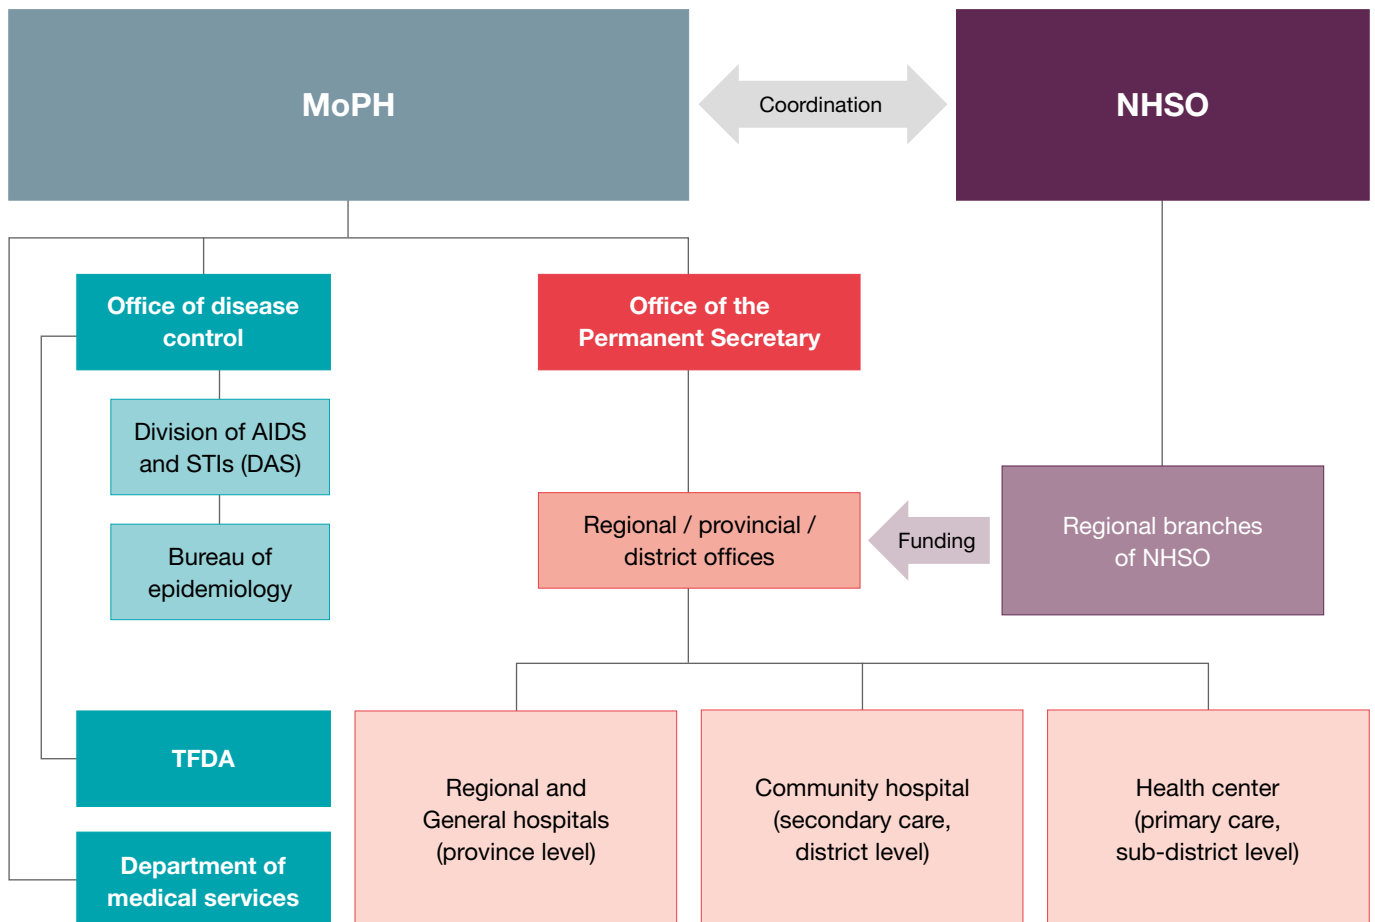 MoPH
Coordination
NHSO
Office of disease
control
Office of the
Permanent Secretary
Division of AIDS
and STIs (DAS)
Bureau of
epidemiology
Regional / provincial /
district offices
Funding
Regional branches
of NHSO
TFDA
Department of
medical services
Regional and
General hospitals
(province level)
Community hospital
(secondary care,
district level)
Health center
(primary care,
sub-district level)